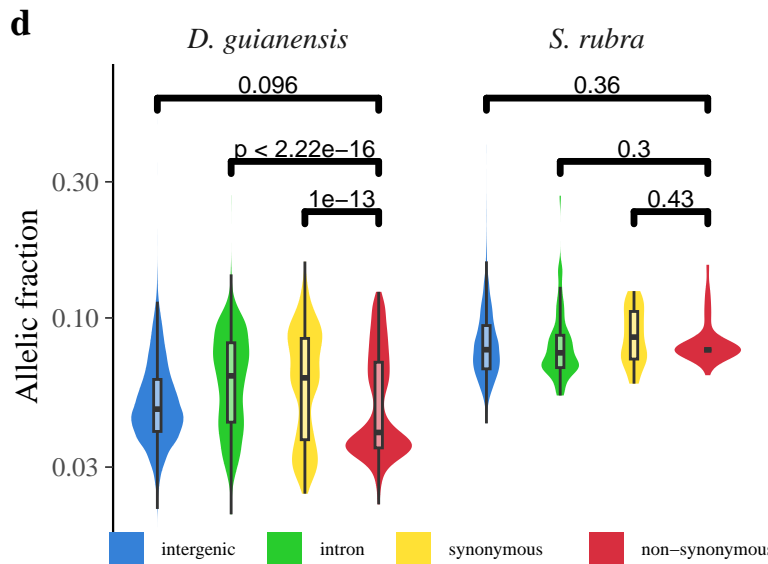 d
D. guianensis
S. rubra
0.096
0.36
p < 2.22e−16
0.3
1e−13
0.43
0.30
0.10
0.03
Allelic fraction
intergenic
intron
synonymous
non−synonymous